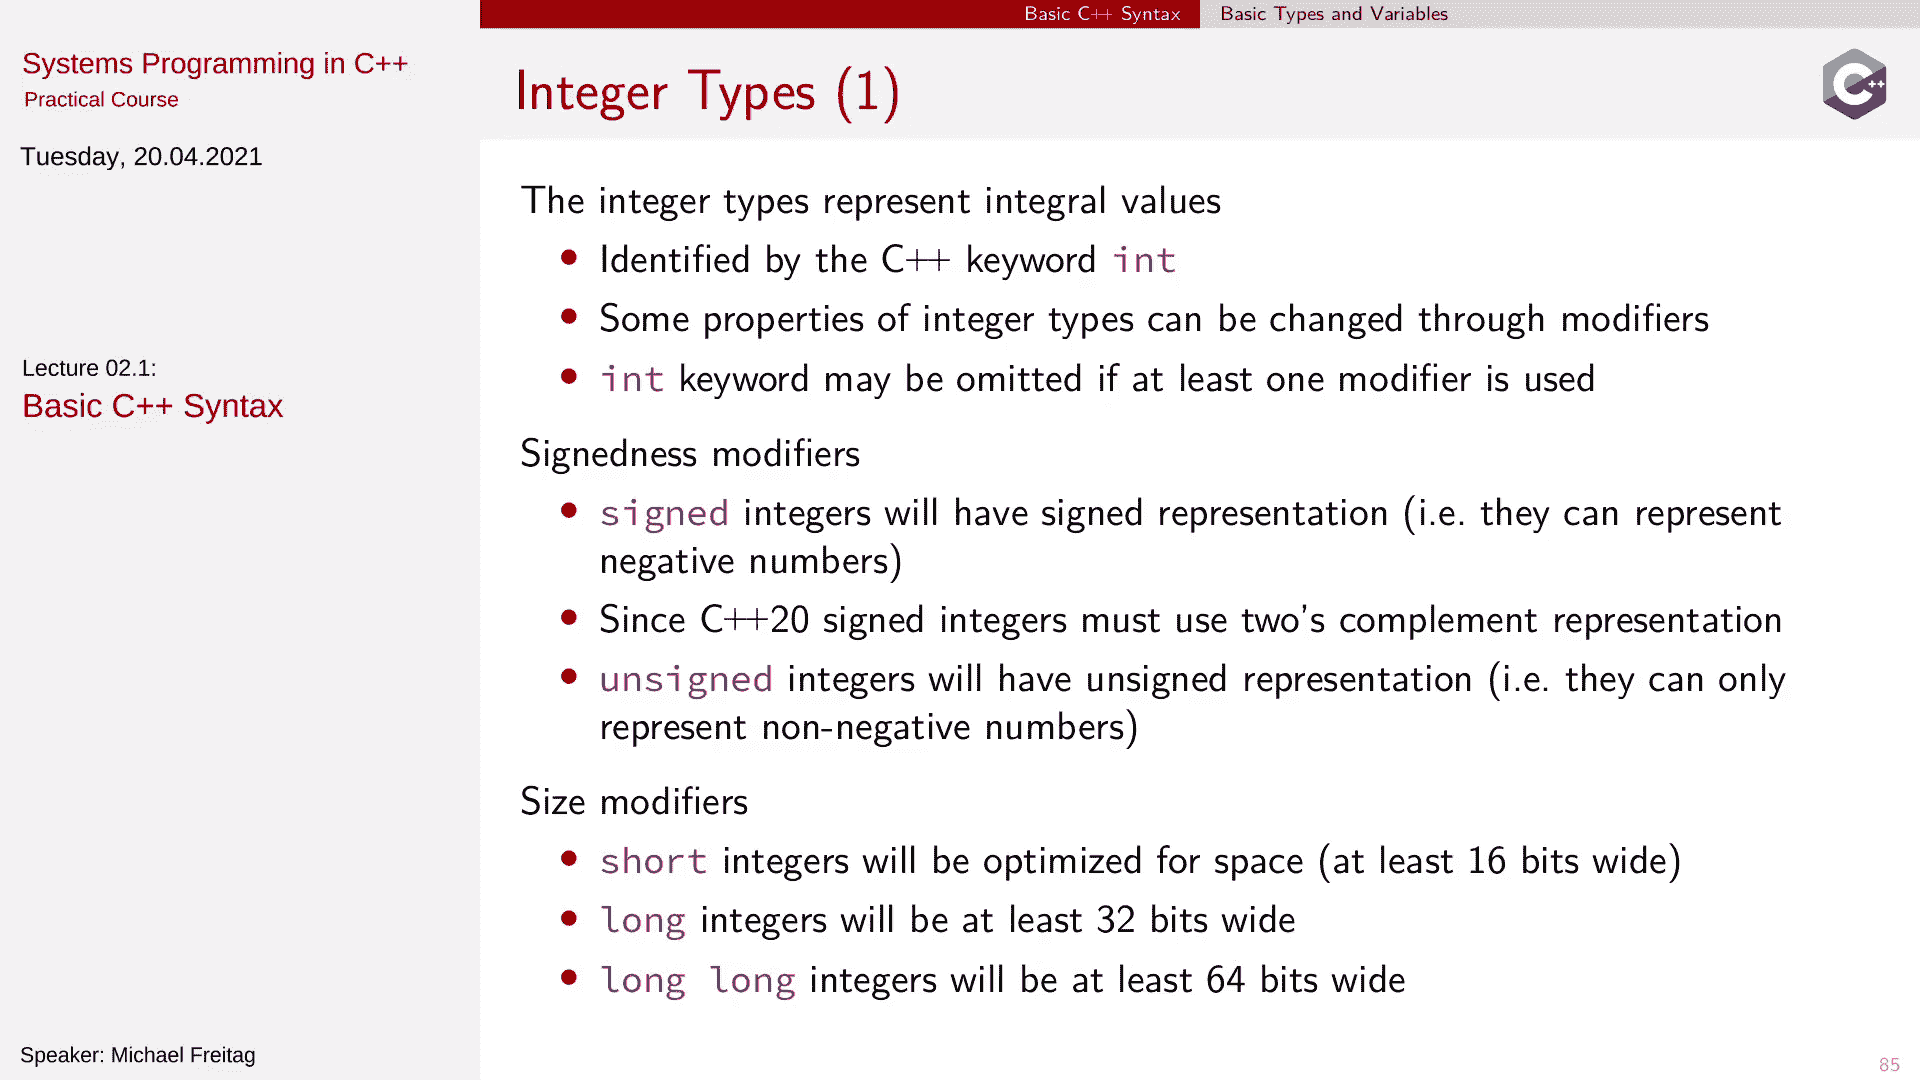 Basic C++ Syntax
Basic Types and Variables
Systems Programming in C++
Practical Course
Tuesday, 20.04.2021
Lecture 02.1:
Basic C++ Syntax
Speaker: Michael Freitag
Integer Types (1)
C++
The integer types represent integral values
• Identified by the C++ keyword int
• Some properties of integer types can be changed through modifiers
• int keyword may be omitted if at least one modifier is used
Signedness modifiers
• signed integers will have signed representation (i.e. they can represent
negative numbers)
• Since C++20 signed integers must use two's complement representation
• unsigned integers will have unsigned representation (i.e. they can only
represent non-negative numbers)
Size modifiers
• short integers will be optimized for space (at least 16 bits wide)
• long integers will be at least 32 bits wide
• long long integers will be at least 64 bits wide
85